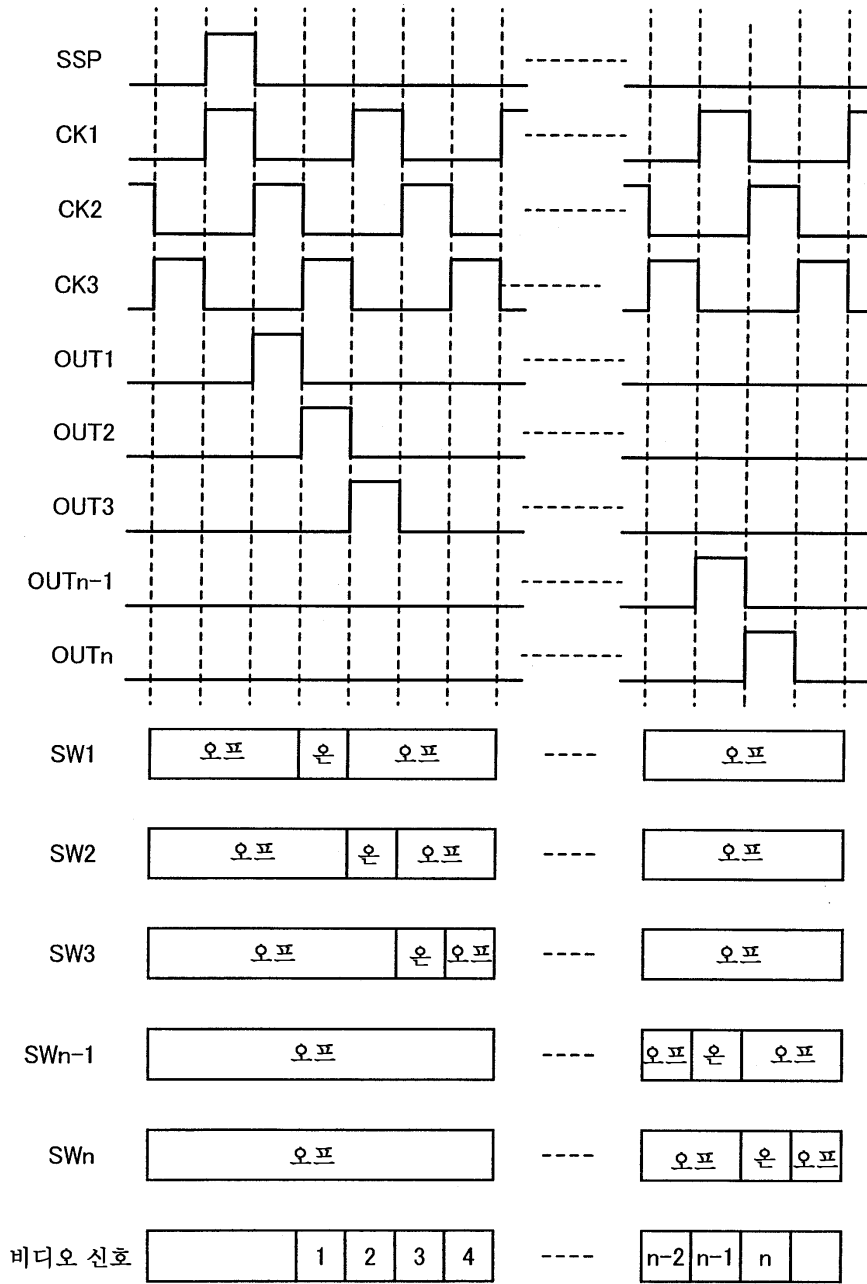 SSP
CK1
CK2
CK3
OUT1
OUT2
OUT3
OUTn-1
OUTn
SW1 오프 온 오프 오프
SW2 오프 온 오프 오프
SW3 오프 온 오프 오프
SWn-1 오프 오프 온 오프
SWn 오프 오프 온 오프
비디오 신호 1 2 3 4 n-2 n-1 n